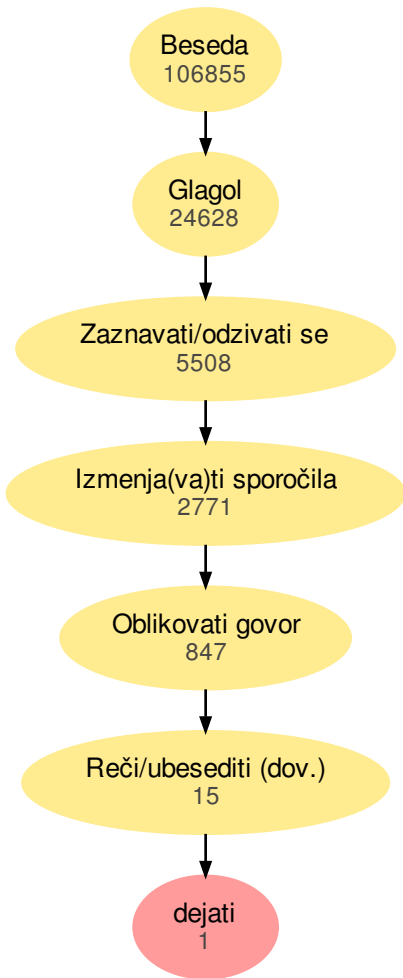 Beseda
106855
Glagol
24628
Zaznavati/odzivati se
5508
Izmenja(va)ti sporočila
2771
Oblikovati govor
847
Reči/ubesediti (dov.)
15
dejati
1